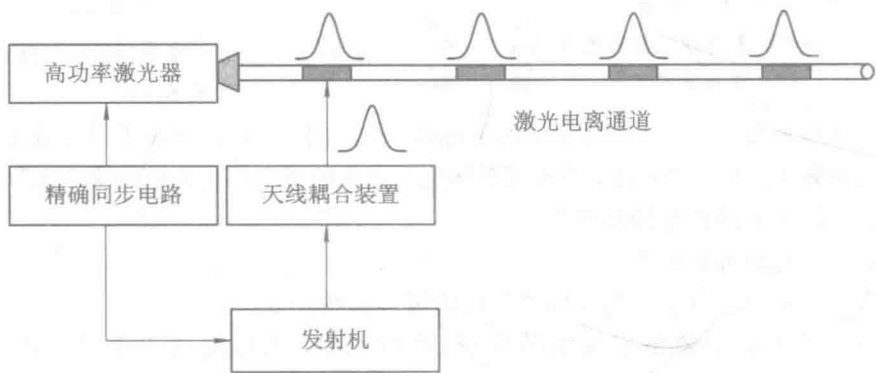 高功率激光器
激光电离通道
精确同步电路
天线耦合装置
发射机